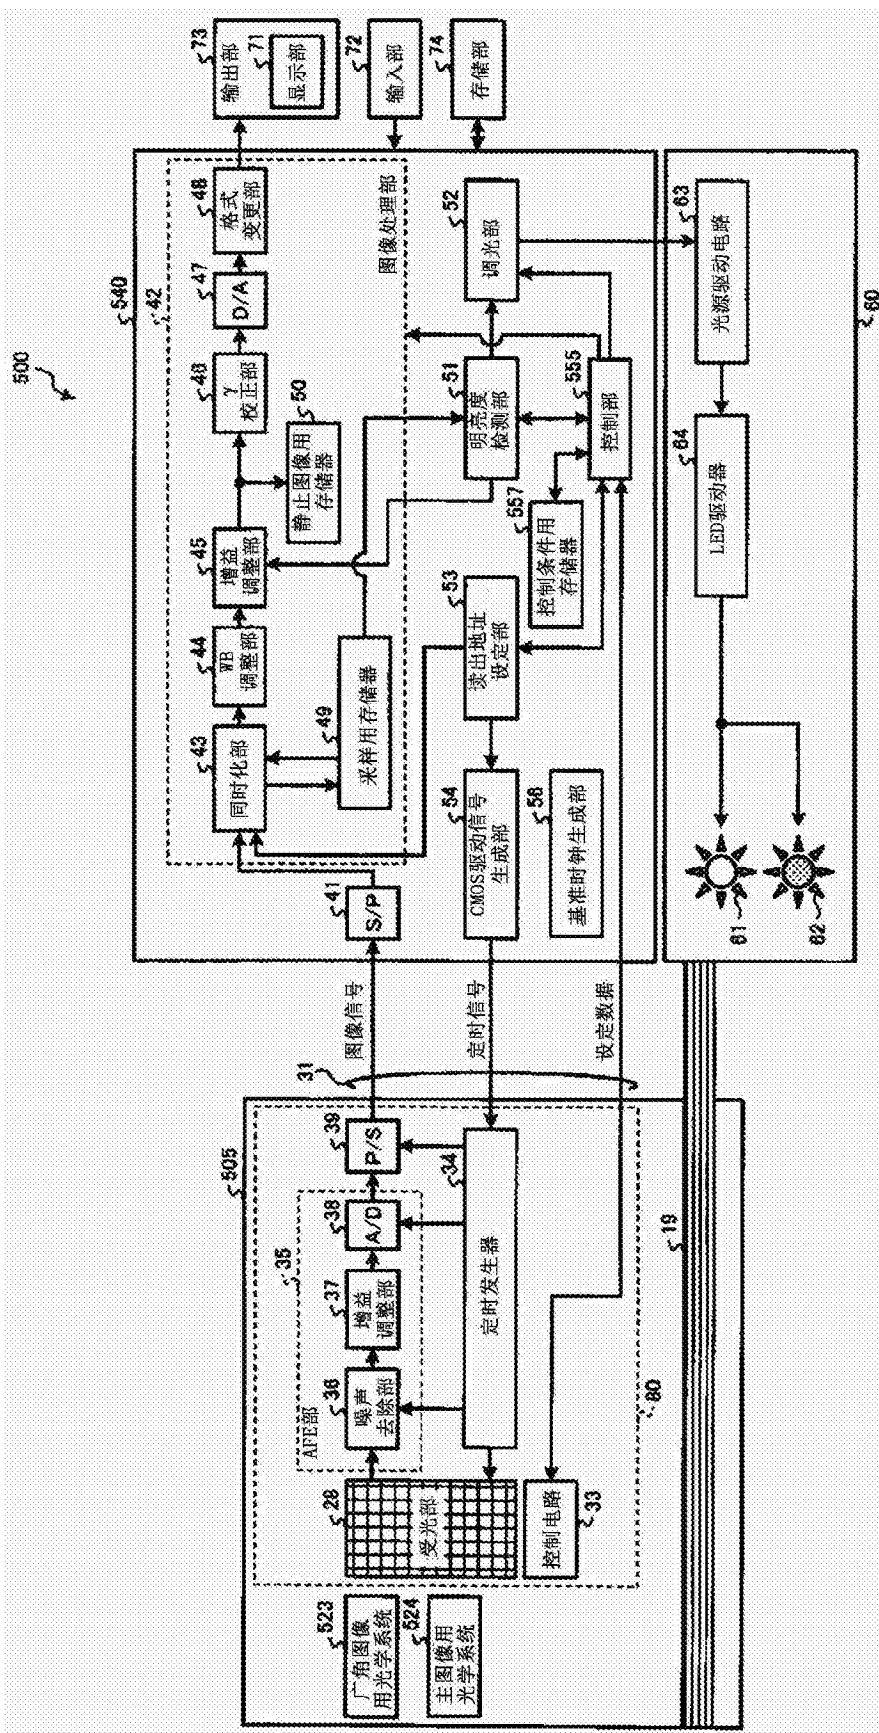 500
505
523
广角图像
用光学系统
524
主图像用
光学系统
28
受光部
33
控制电路
80
35
AFE部
36
噪声
去除部
37
增益
调整部
38
A/D
39
P/S
34
定时发生器
19
31
图像信号
定时信号
设定数据
540
41
S/P
42
图像处理部
43
同时化部
44
WB
调整部
45
增益
调整部
46
γ
校正部
47
D/A
48
格式
变更部
49
采样用存储器
50
静止图像用
存储器
51
明亮度
检测部
52
调光部
53
读出地址
设定部
54
CMOS驱动信号
生成部
555
控制部
557
控制条件用
存储器
56
基准时钟生成部
73
输出部
71
显示部
72
输入部
74
存储部
60
63
光源驱动电路
64
LED驱动器
61
62